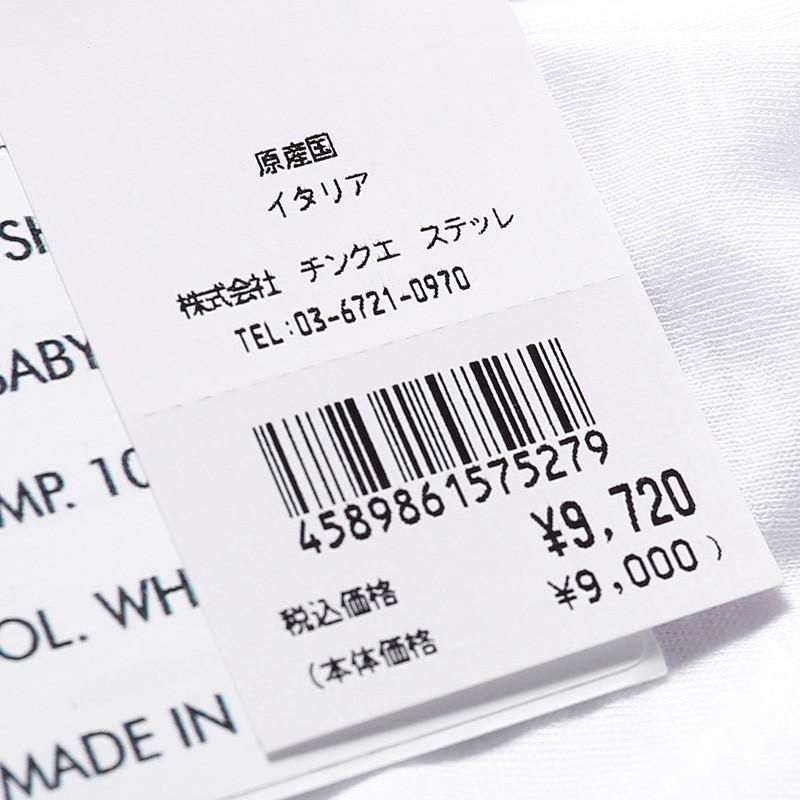 原産国
イタリア
株式会社 チンクエ ステッレ
TEL:03-6721-0970
4589861575279
税込価格 ¥9,720
(本体価格 ¥9,000)
BABY
MP. 10
OL. WH
MADE IN